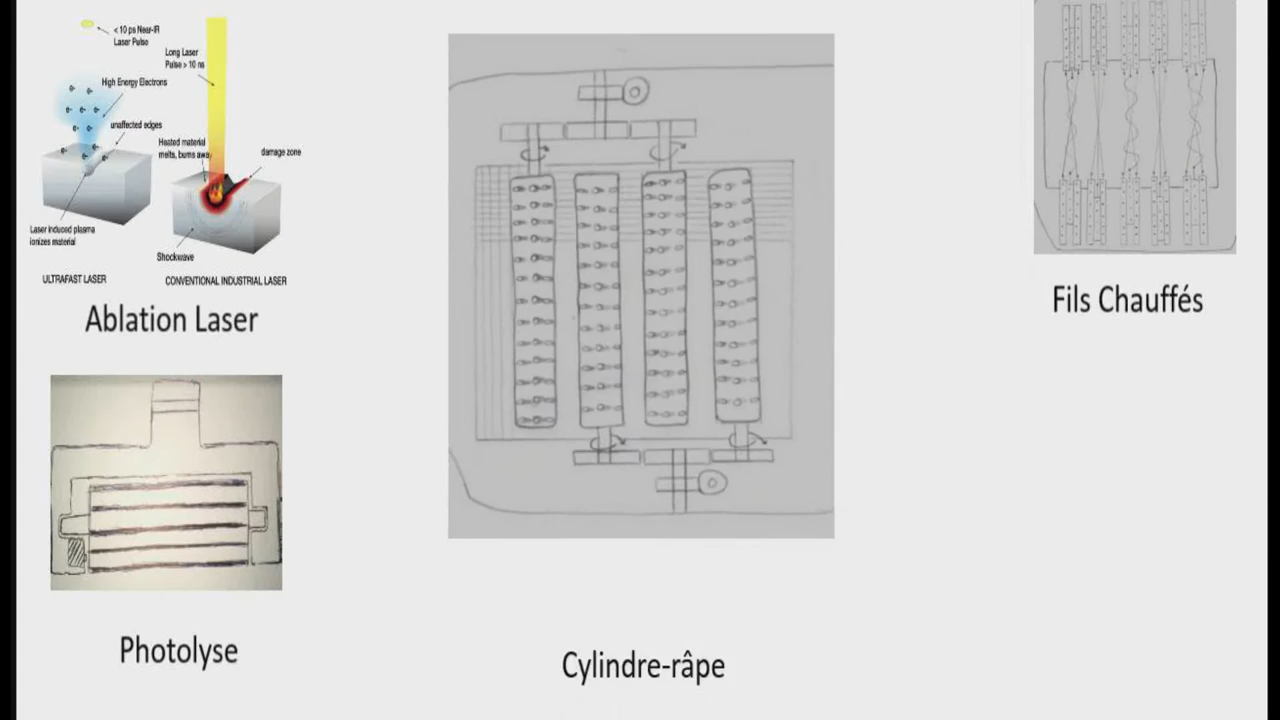 < 10 ps Near-IR
Laser Pulse
Long Laser
Pulse > 10 ns
High Energy Electrons
e- e-
e- e- e-
e- e-
e- e-
e- e-
unaffected edges
Heated material
melts, burns away
damage zone
Laser induced plasma
ionizes material
Shockwave
ULTRAFAST LASER
CONVENTIONAL INDUSTRIAL LASER
Ablation Laser
Fils Chauffés
Photolyse
Cylindre-râpe